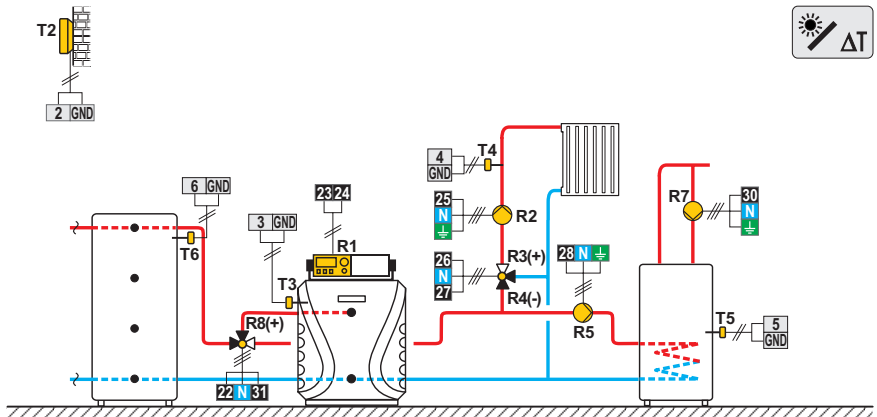 T2
ΔT
2 GND
4
GND
T4
6 GND
23 24
25
N
R2
R7
30
N
3 GND
T6
R1
26
N
27
R3(+)
28 N
R4(-)
T3
R8(+)
R5
T5
5
GND
22 N 31